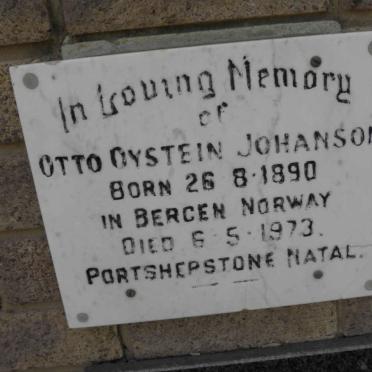 In Loving Memory
of
OTTO OYSTEIN JOHANSON
BORN 26 8·1890
IN BERGEN NORWAY
DIED 6·5·1973.
PORTSHEPSTONE NATAL.